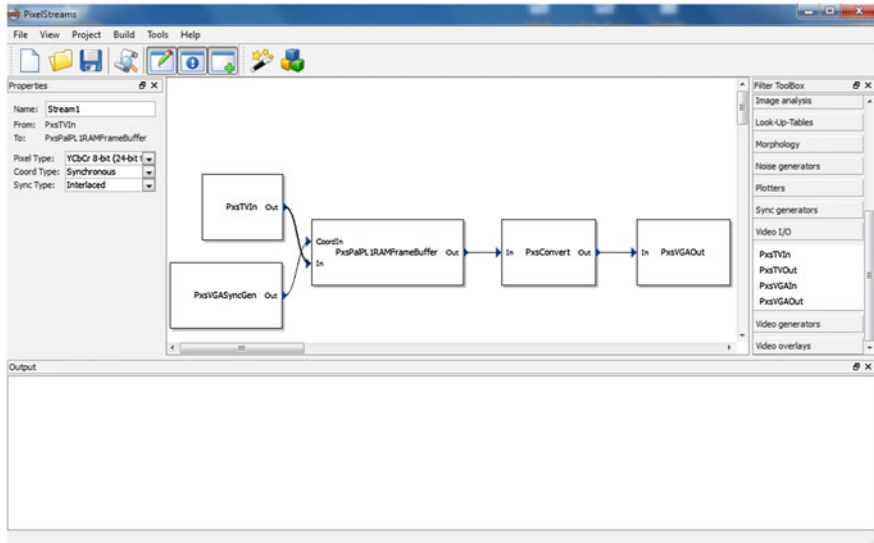 PixelStreams
File View Project Build Tools Help
Properties
Name: Stream1
From: PxsTVIn
To: PxsPalPL1RAMFrameBuffer
Pixel Type: YCbCr 8-bit (24-bit t
Coord Type: Synchronous
Sync Type: Interlaced
PxsTVIn Out
CoordIn
PxsPalPL1RAMFrameBuffer Out
In
In PxsConvert Out
In PxsVGAOut
PxsVGASyncGen Out
Filter ToolBox
Image analysis
Look-Up-Tables
Morphology
Noise generators
Plotters
Sync generators
Video I/O
PxsTVIn
PxsTVOut
PxsVGAIn
PxsVGAOut
Video generators
Video overlays
Output